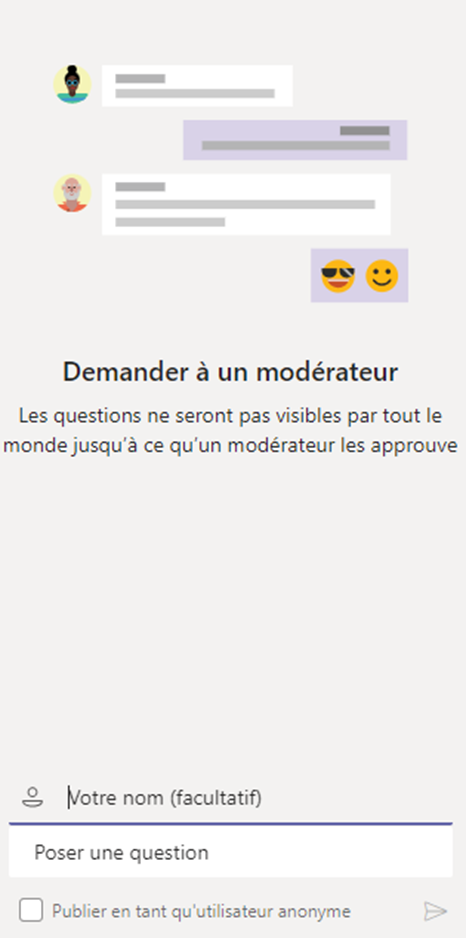 Demander à un modérateur
Les questions ne seront pas visibles par tout le
monde jusqu'à ce qu'un modérateur les approuve
Votre nom (facultatif)
Poser une question
Publier en tant qu'utilisateur anonyme